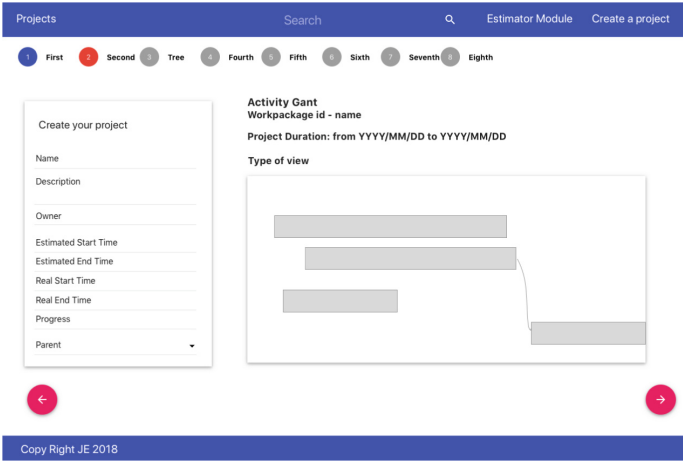 Projects Search Estimator Module Create a project
1 First 2 Second 3 Tree 4 Fourth 5 Fifth 6 Sixth 7 Seventh 8 Eighth
Create your project
Name
Description
Owner
Estimated Start Time
Estimated End Time
Real Start Time
Real End Time
Progress
Parent
Activity Gant
Workpackage id - name
Project Duration: from YYYY/MM/DD to YYYY/MM/DD
Type of view
Copy Right JE 2018